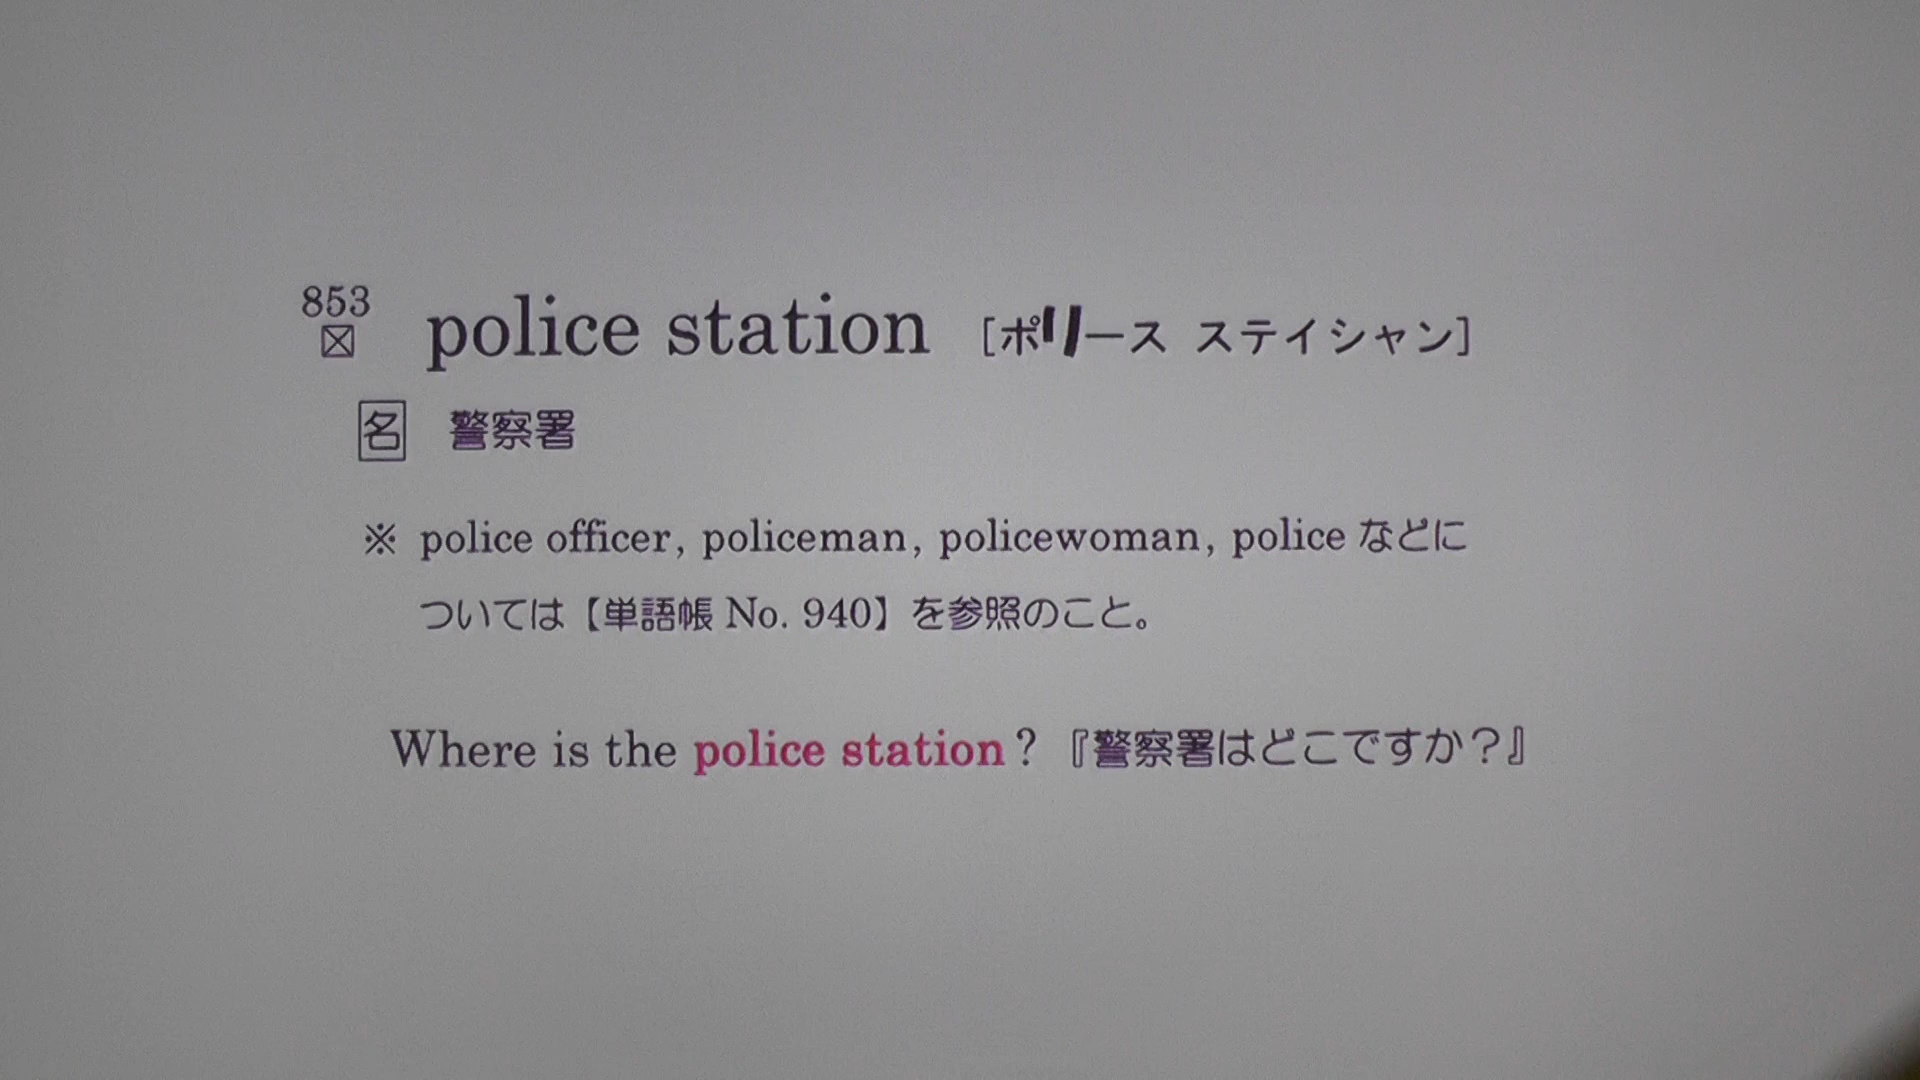 853
☒ police station [ポリース ステイシャン]
名 警察署
※ police officer, policeman, policewoman, police などに
ついては【単語帳 No. 940】を参照のこと。
Where is the police station? 『警察署はどこですか？』